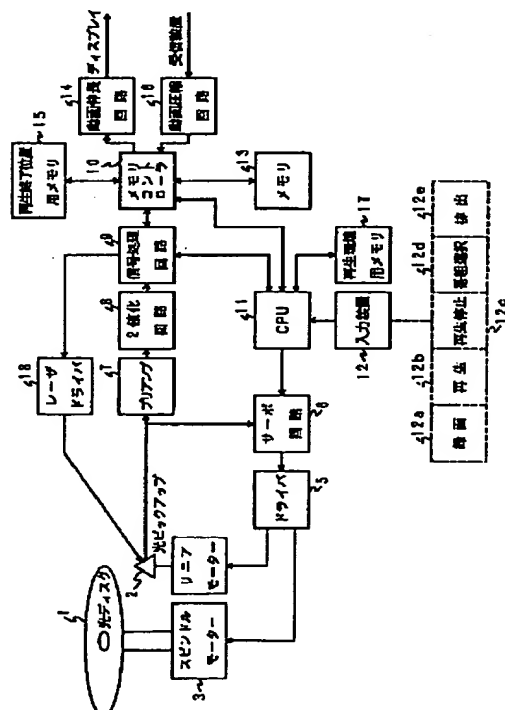 1
光ディスク
2
光ピックアップ
スピンドル
モーター
3
リニア
モーター
ドライバ
5
サーボ
回路
6
プリアンプ
7
2値化
回路
8
信号処理
回路
9
レーザ
ドライバ
18
メモリ
コント
ローラ
10
再生終了位置
用メモリ
15
動画伸長
回路
14
ディスプレイ
動画圧縮
回路
16
受信装置
メモリ
13
CPU
11
再生環境
用メモリ
17
入力装置
12
録画
12a
再生
12b
再生停止
12c
番組選択
12d
排出
12e